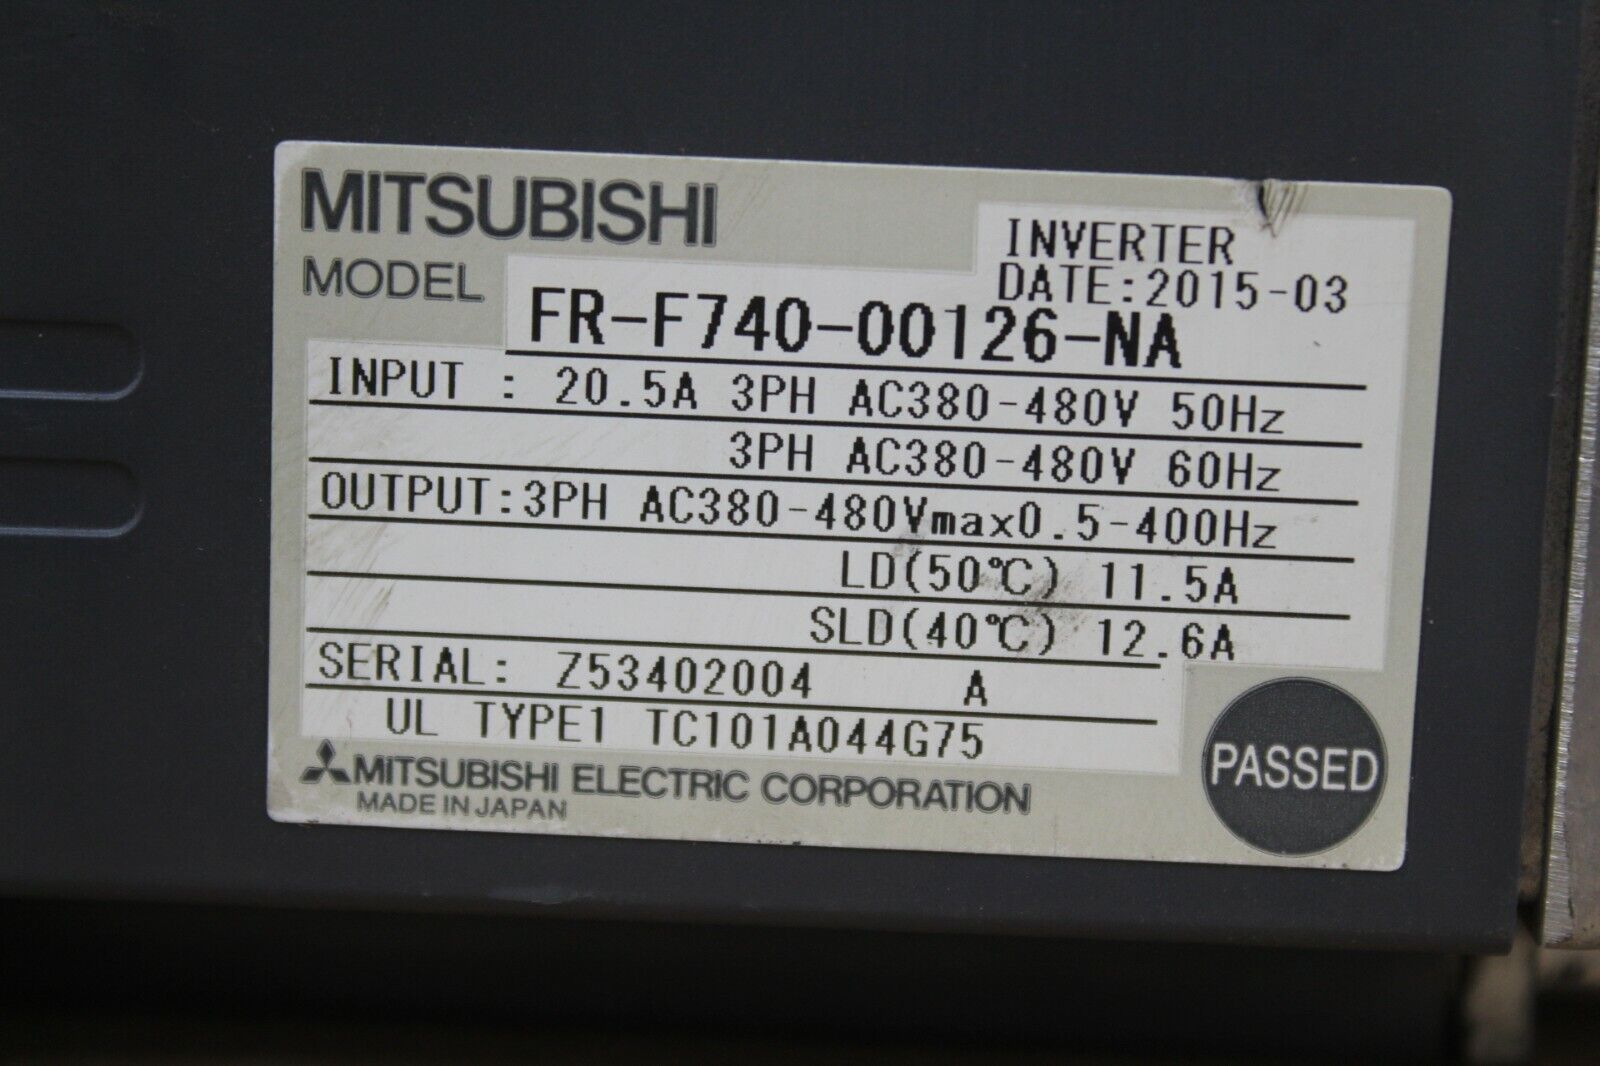 MITSUBISHI
INVERTER
DATE:2015-03
MODEL FR-F740-00126-NA
INPUT : 20.5A 3PH AC380-480V 50Hz
3PH AC380-480V 60Hz
OUTPUT:3PH AC380-480Vmax0.5-400Hz
LD(50℃) 11.5A
SLD(40℃) 12.6A
SERIAL: Z53402004 A
UL TYPE1 TC101A044G75
PASSED
MITSUBISHI ELECTRIC CORPORATION
MADE IN JAPAN